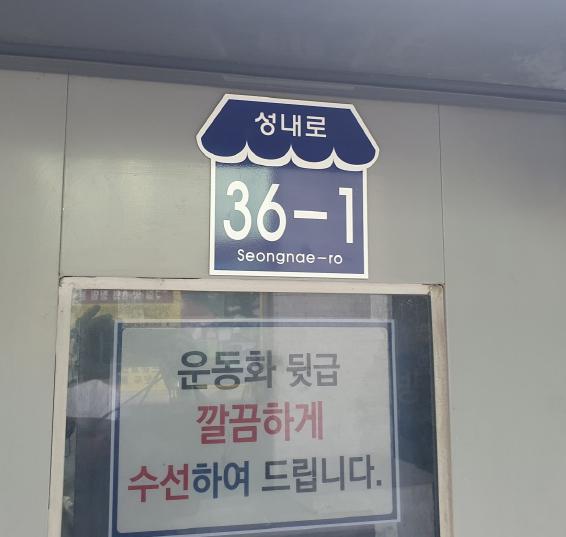 성내로
36-1
Seongnae-ro
운동화 뒷급
깔끔하게
수선하여 드립니다.